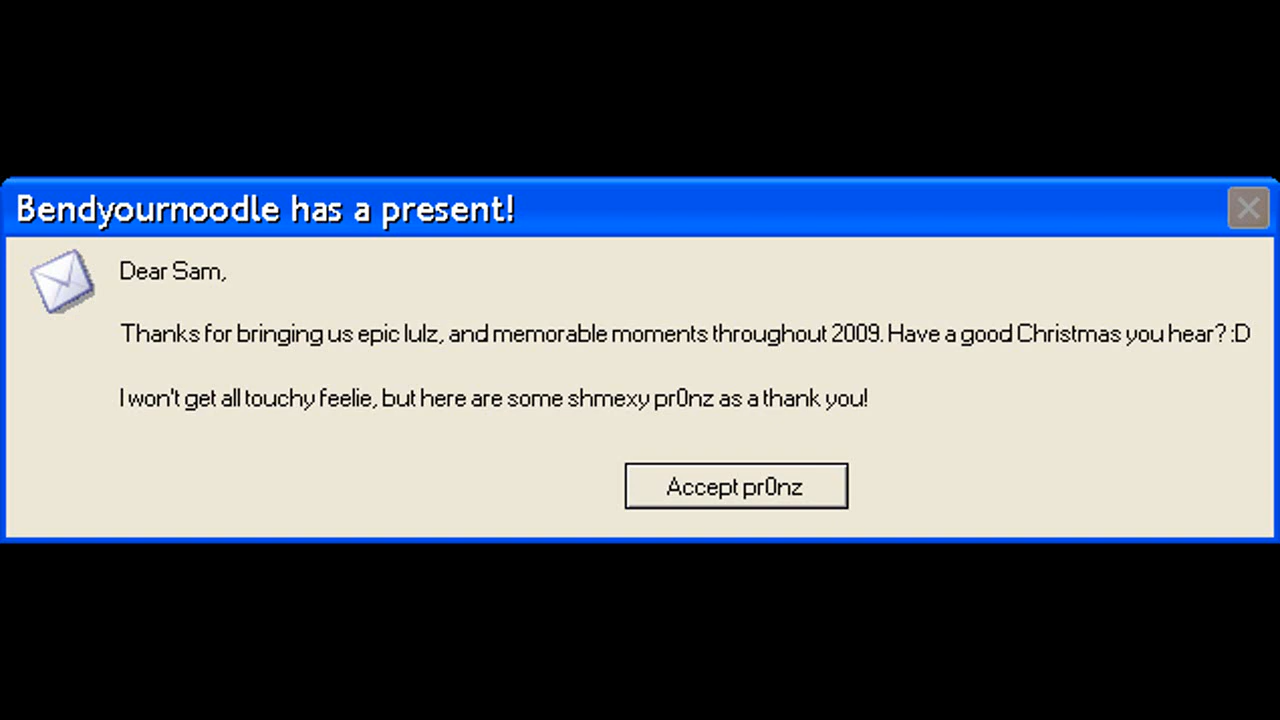 Bendyournoodle has a present!
Dear Sam,
Thanks for bringing us epic lulz, and memorable moments throughout 2009. Have a good Christmas you hear? :D
I won't get all touchy feelie, but here are some shmexy pr0nz as a thank you!
Accept pr0nz